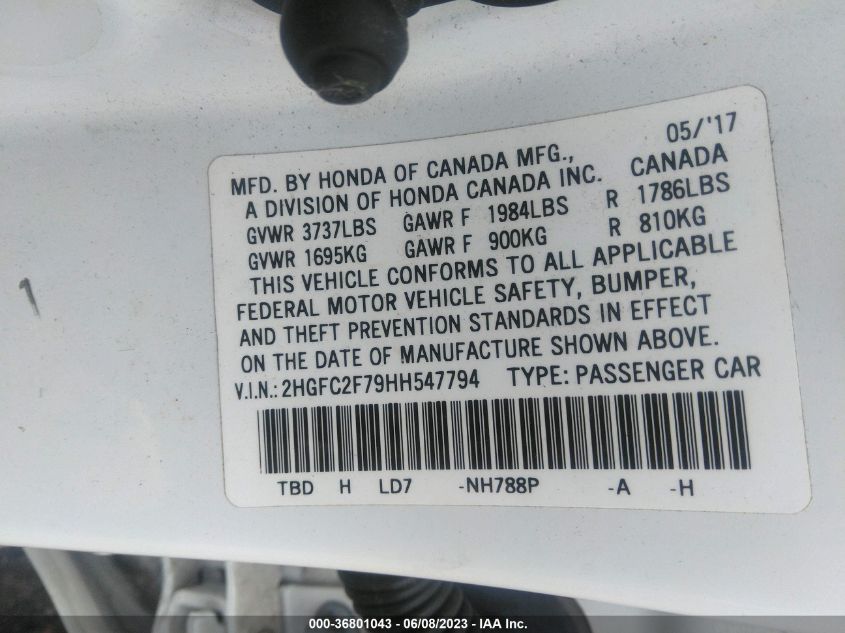 05/'17
MFD. BY HONDA OF CANADA MFG.,
A DIVISION OF HONDA CANADA INC. CANADA
GVWR 3737LBS GAWR F 1984LBS R 1786LBS
GVWR 1695KG GAWR F 900KG R 810KG
THIS VEHICLE CONFORMS TO ALL APPLICABLE
FEDERAL MOTOR VEHICLE SAFETY, BUMPER,
AND THEFT PREVENTION STANDARDS IN EFFECT
ON THE DATE OF MANUFACTURE SHOWN ABOVE.
V.I.N.: 2HGFC2F79HH547794 TYPE: PASSENGER CAR
TBD H LD7 -NH788P -A -H
1
000-36801043 - 06/08/2023 - IAA Inc.